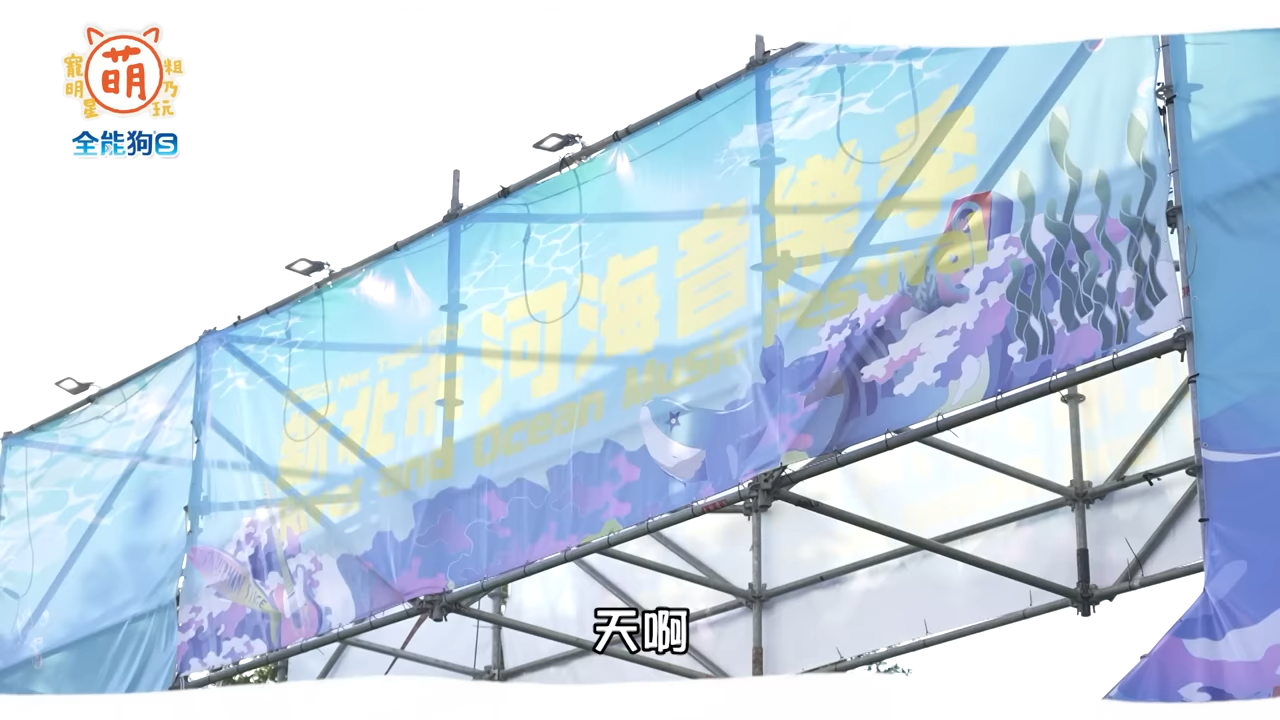 寵明星
萌
粗乃玩
全能狗S
新北市河海音樂季
River and Ocean Music Festival
天啊